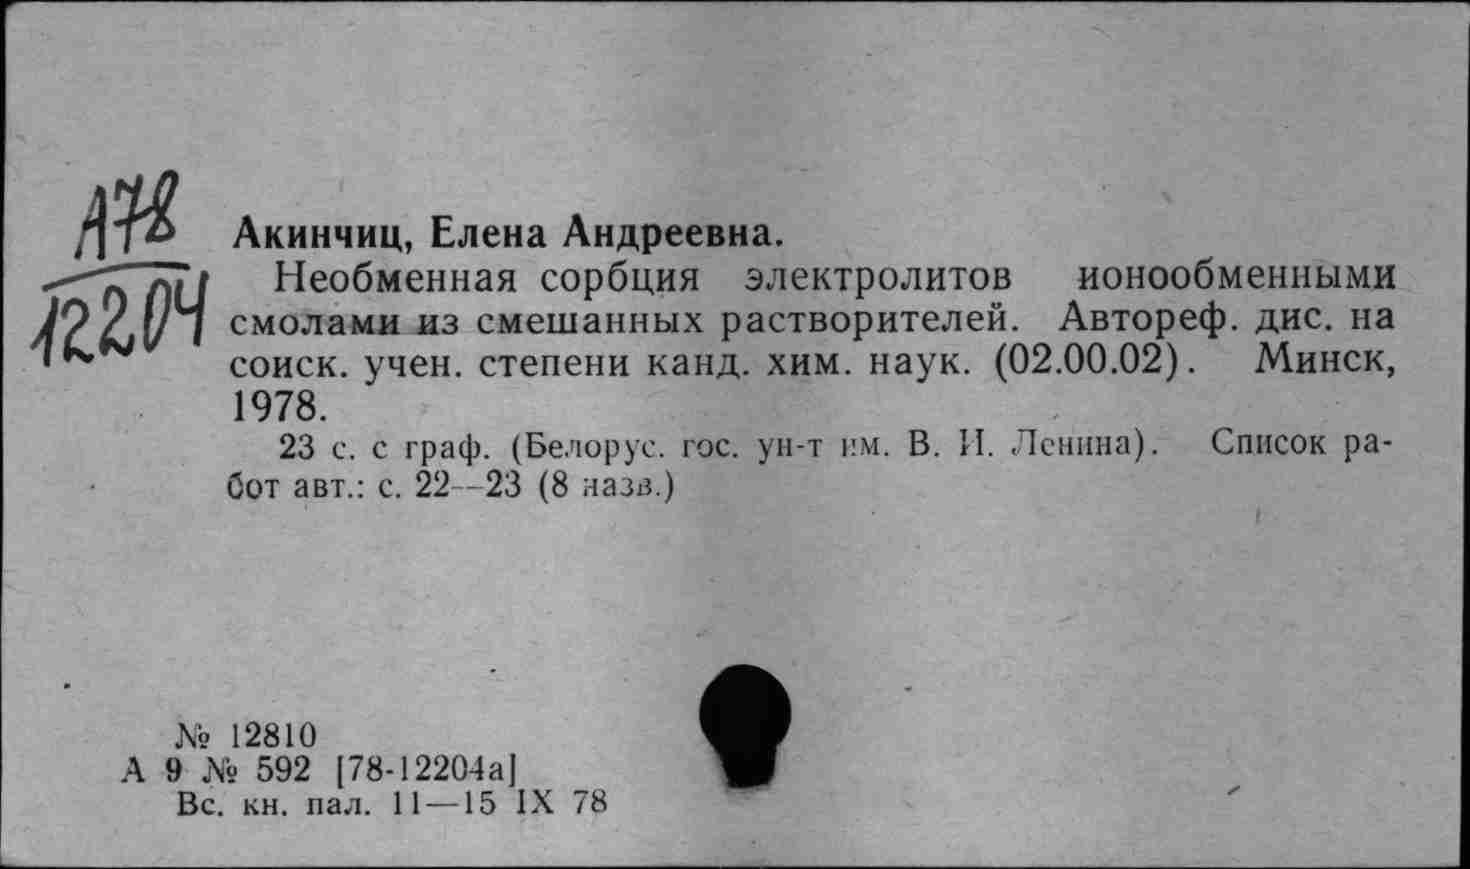 А78
12204
Акинчиц, Елена Андреевна.
Необменная сорбция электролитов ионообменными
смолами из смешанных растворителей. Автореф. дис. на
соиск. учен. степени канд. хим. наук. (02.00.02). Минск,
1978.
23 с. с граф. (Белорус. гос. ун-т им. В. И. Ленина). Список ра-
бот авт.: с. 22—23 (8 назв.)
№ 12810
А 9 № 592 [78-12204а]
Вс. кн. пал. 11—15 IX 78